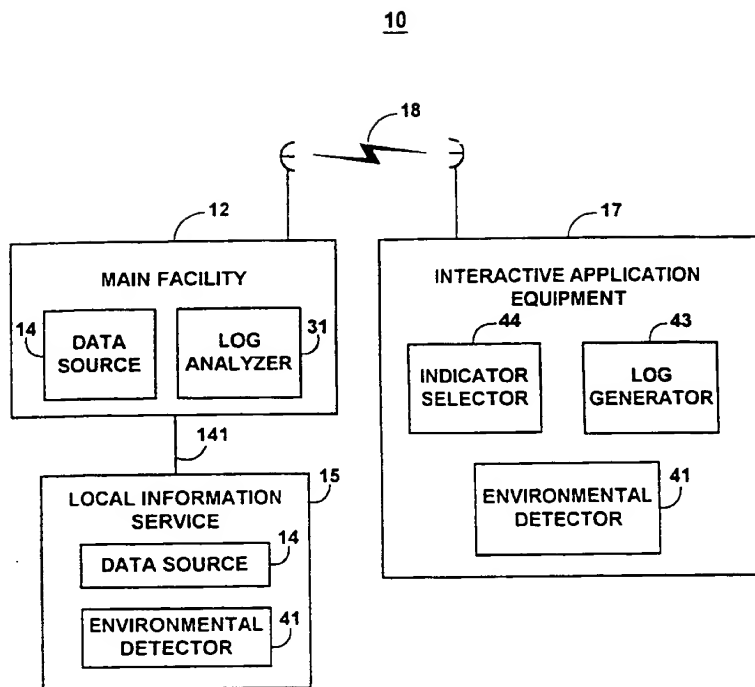 10
18
12
17
MAIN FACILITY
14
DATA
SOURCE
LOG
ANALYZER
31
INTERACTIVE APPLICATION
EQUIPMENT
44
43
INDICATOR
SELECTOR
LOG
GENERATOR
ENVIRONMENTAL
DETECTOR
41
141
LOCAL INFORMATION
SERVICE
15
DATA SOURCE
14
ENVIRONMENTAL
DETECTOR
41